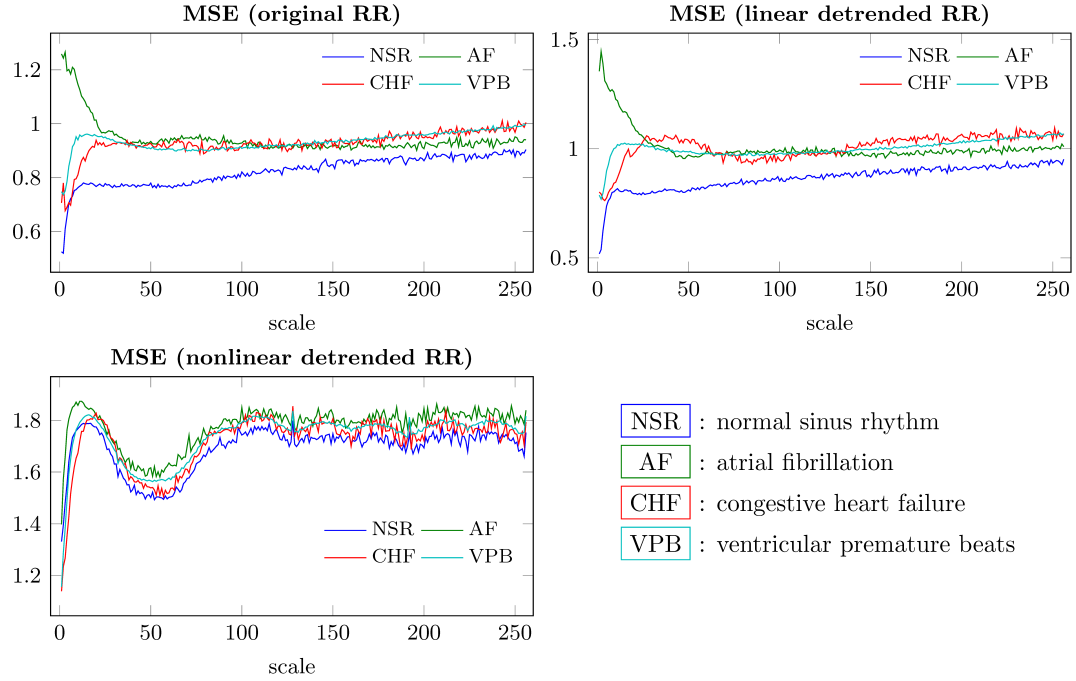 MSE (original RR)
1.2
1
0.8
0.6
NSR AF
CHF VPB
0 50 100 150 200 250
scale
MSE (linear detrended RR)
1.5
1
0.5
NSR AF
CHF VPB
0 50 100 150 200 250
scale
MSE (nonlinear detrended RR)
1.8
1.6
1.4
1.2
NSR AF
CHF VPB
0 50 100 150 200 250
scale
NSR : normal sinus rhythm
AF : atrial fibrillation
CHF : congestive heart failure
VPB : ventricular premature beats